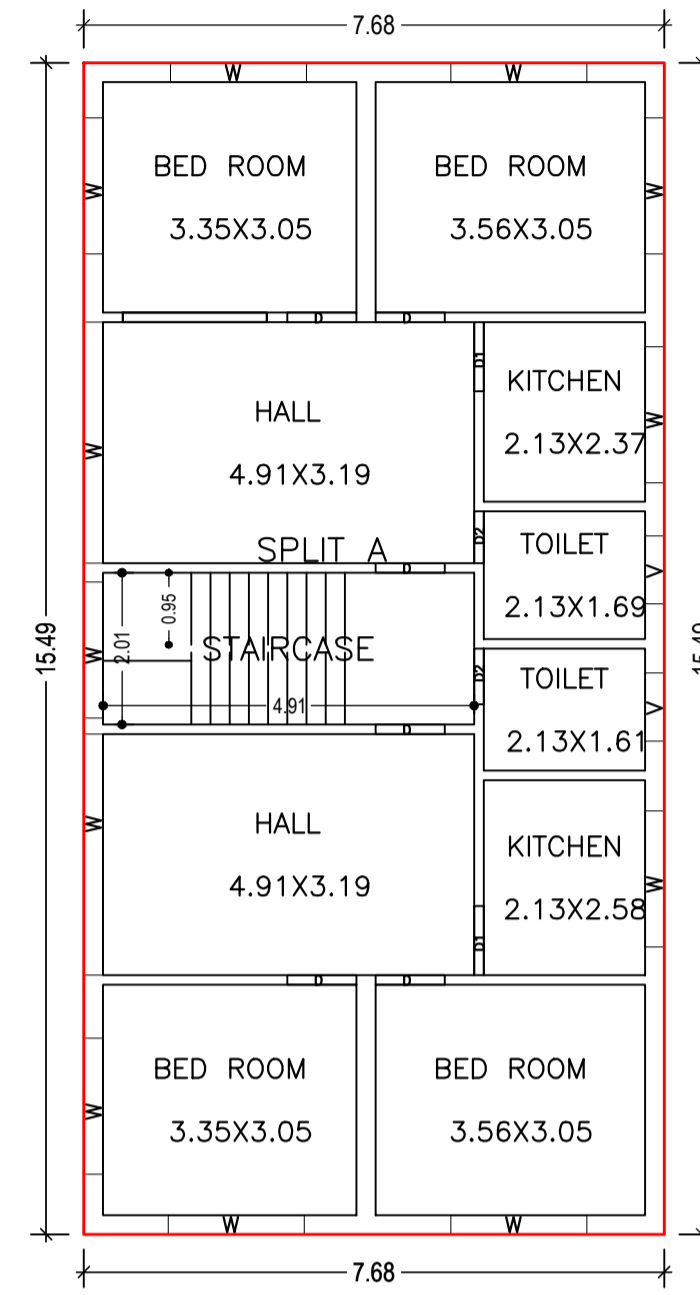 7.68
W W
BED ROOM BED ROOM
W W
3.35X3.05 3.56X3.05
D D
D1
KITCHEN
HALL
W
2.13X2.37
W
4.91X3.19
D2
TOILET
SPLIT A
D V
0.95 2.13X1.69
15.49 15.49
2.01 STAIRCASE W
D2
TOILET
4.91 V
D
2.13X1.61
W
HALL
KITCHEN
4.91X3.19 W
2.13X2.58
D1
D D
BED ROOM BED ROOM
W
3.35X3.05 3.56X3.05
W W
7.68